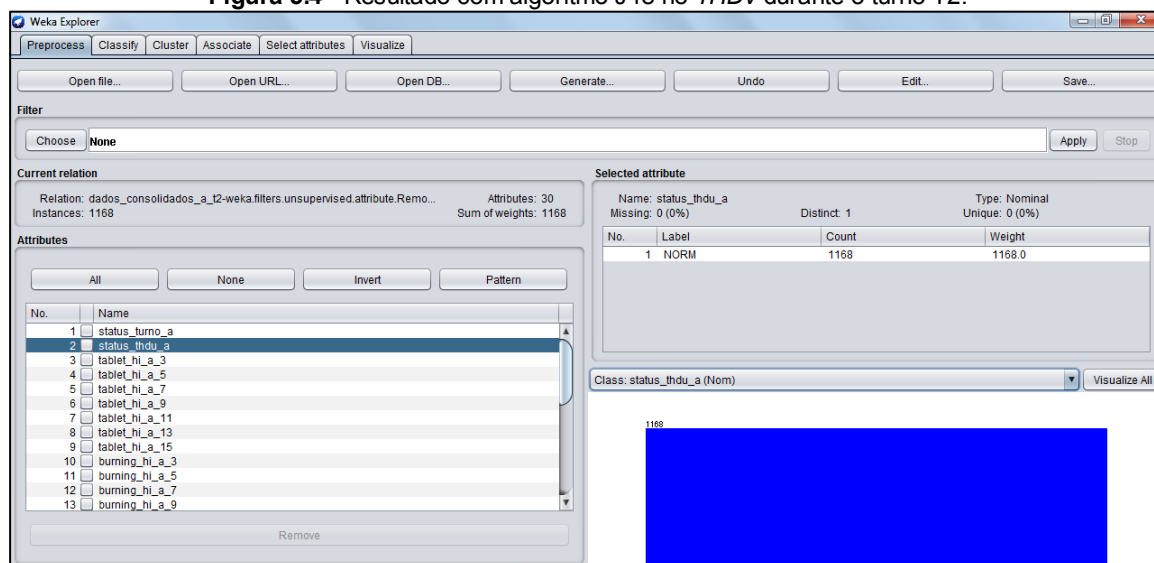 Weka Explorer
Preprocess Classify Cluster Associate Select attributes Visualize
Open file... Open URL... Open DB... Generate... Undo Edit... Save...
Filter
Choose None Apply Stop
Current relation
Relation: dados_consolidados_a_t2-weka.filters.unsupervised.attribute.Remo... Attributes: 30
Instances: 1168 Sum of weights: 1168
Selected attribute
Name: status_thdu_a Type: Nominal
Missing: 0 (0%) Distinct: 1 Unique: 0 (0%)
No. Label Count Weight
1 NORM 1168 1168.0
Attributes
All None Invert Pattern
No. Name
1 status_turno_a
2 status_thdu_a
3 tablet_hi_a_3
4 tablet_hi_a_5
5 tablet_hi_a_7
6 tablet_hi_a_9
7 tablet_hi_a_11
8 tablet_hi_a_13
9 tablet_hi_a_15
10 burning_hi_a_3
11 burning_hi_a_5
12 burning_hi_a_7
13 burning_hi_a_9
Remove
Class: status_thdu_a (Nom) Visualize All
1168